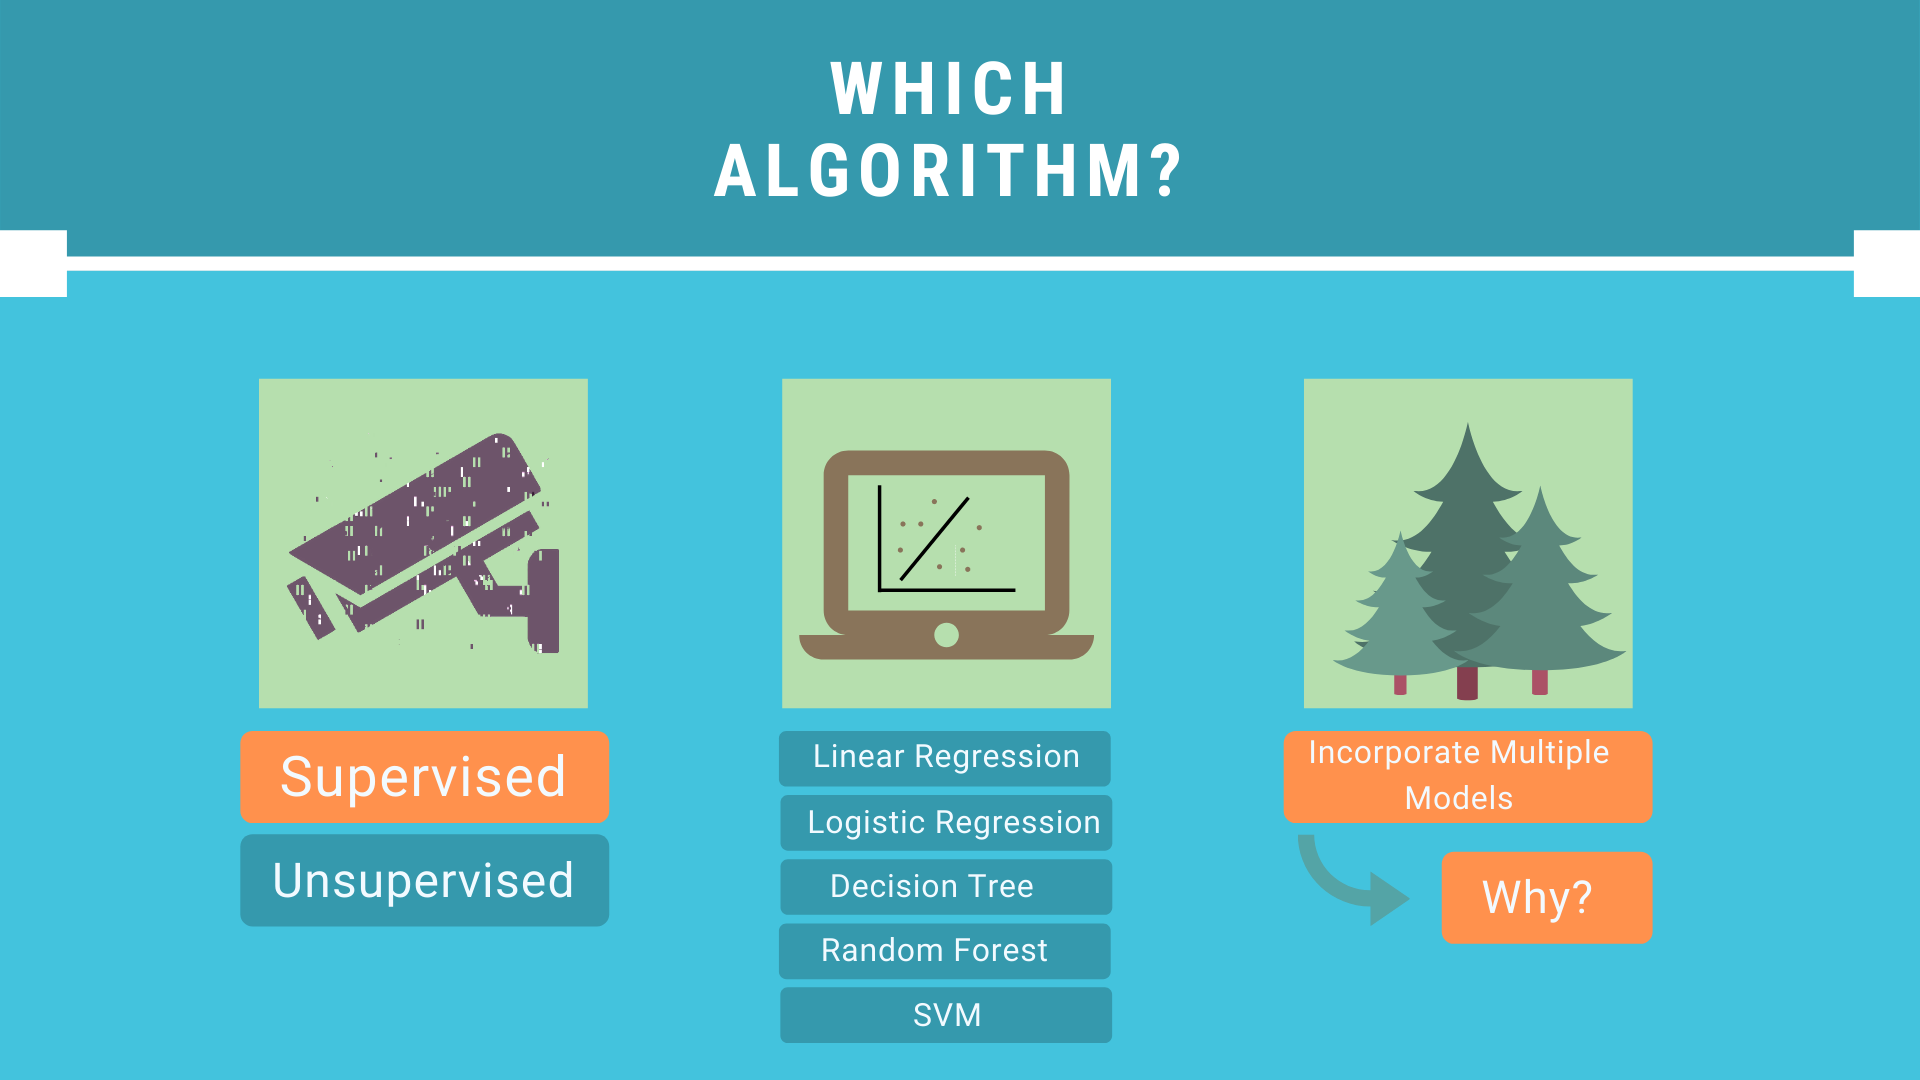 WHICH
ALGORITHM?
Supervised
Unsupervised
Linear Regression
Logistic Regression
Decision Tree
Random Forest
SVM
Incorporate Multiple
Models
Why?